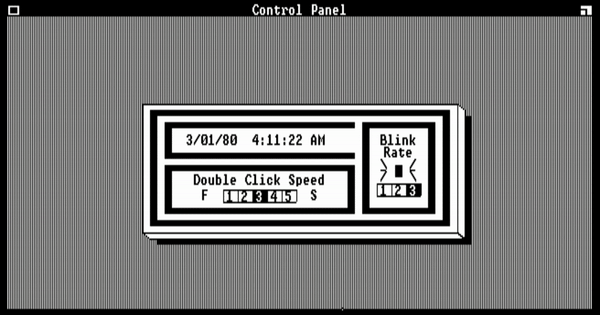 Control Panel
3/01/80 4:11:22 AM
Double Click Speed
F 1 2 3 4 5 S
Blink
Rate
1 2 3